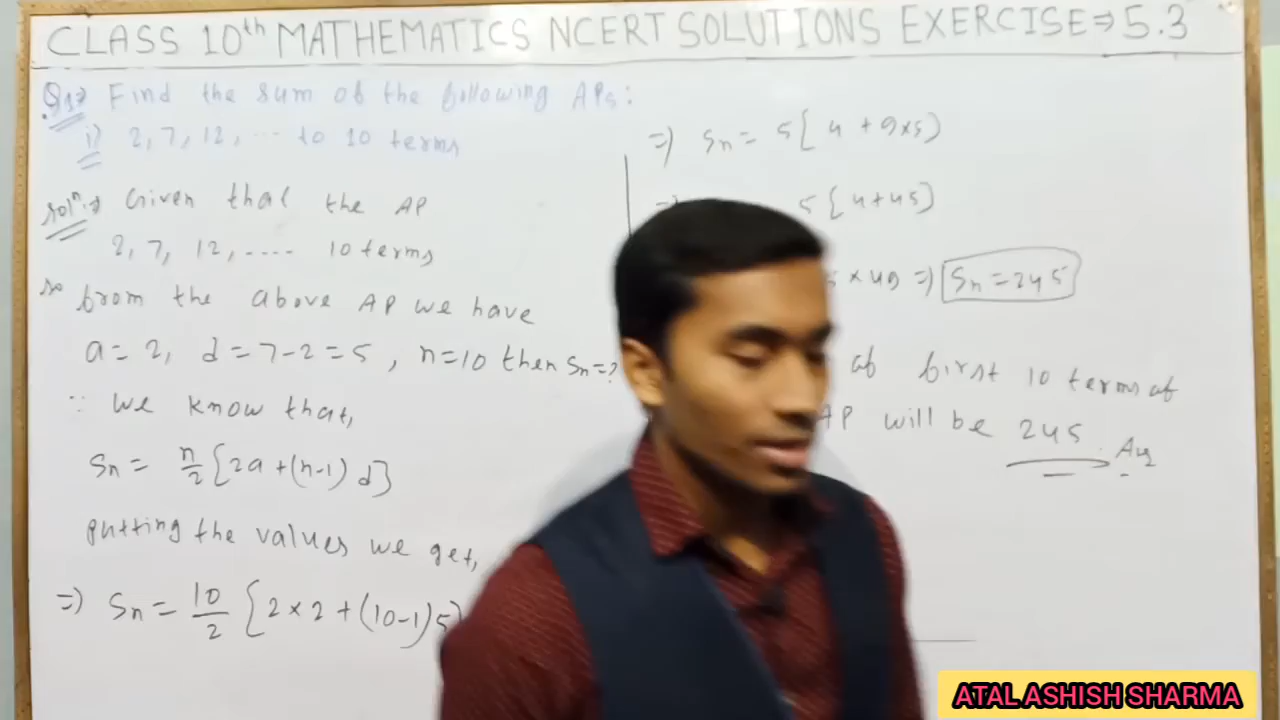 CLASS 10th MATHEMATICS NCERT SOLUTIONS EXERCISE⇒5.3
Q1⇒ Find the sum of the following APs:
i) 2, 7, 12, ... to 10 terms
Solⁿ:→ Given that the AP
2, 7, 12, ..... 10 terms
so from the above AP we have
a = 2, d = 7-2 = 5, n=10 then Sn=?
∵ we know that,
Sn = n/2 {2a + (n-1) d}
putting the values we get,
=) Sn = 10/2 {2 × 2 + (10-1) 5}
=) Sn = 5 [4 + 9×5)
=) 5 [4+45)
× 49 =) Sn = 245
of first 10 terms of
AP will be 245 Ans
ATAL ASHISH SHARMA